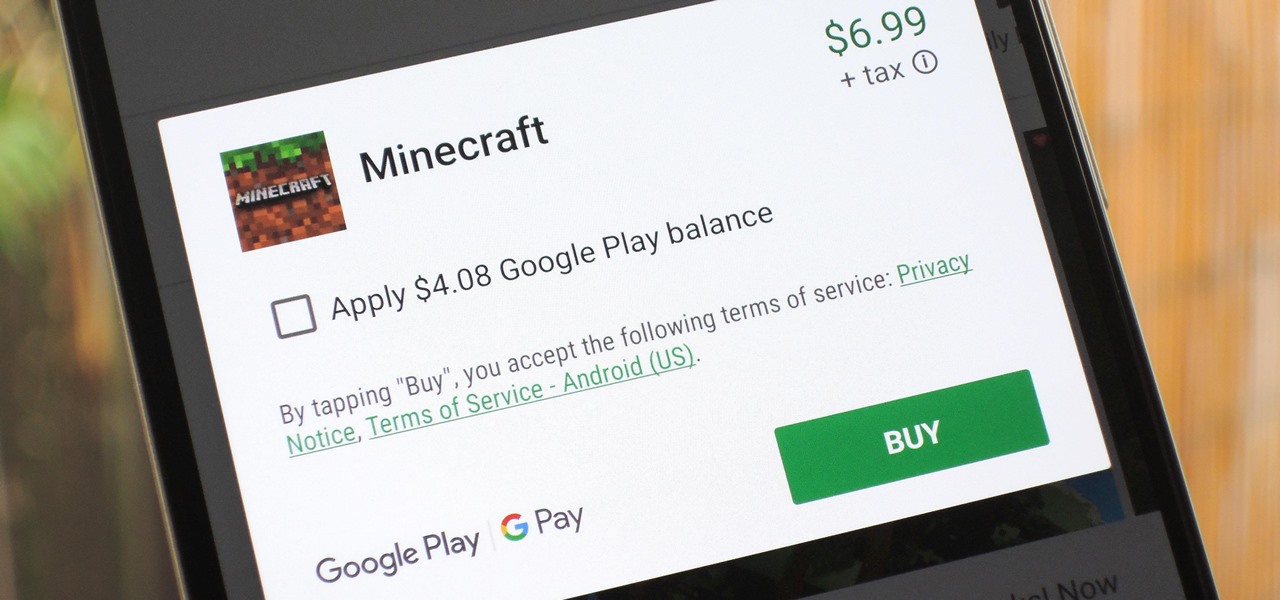 $6.99
+ tax
Minecraft
MINECRAFT
Apply $4.08 Google Play balance
By tapping "Buy", you accept the following terms of service: Privacy
Notice, Terms of Service - Android (US).
BUY
Google Play | G Pay
Now